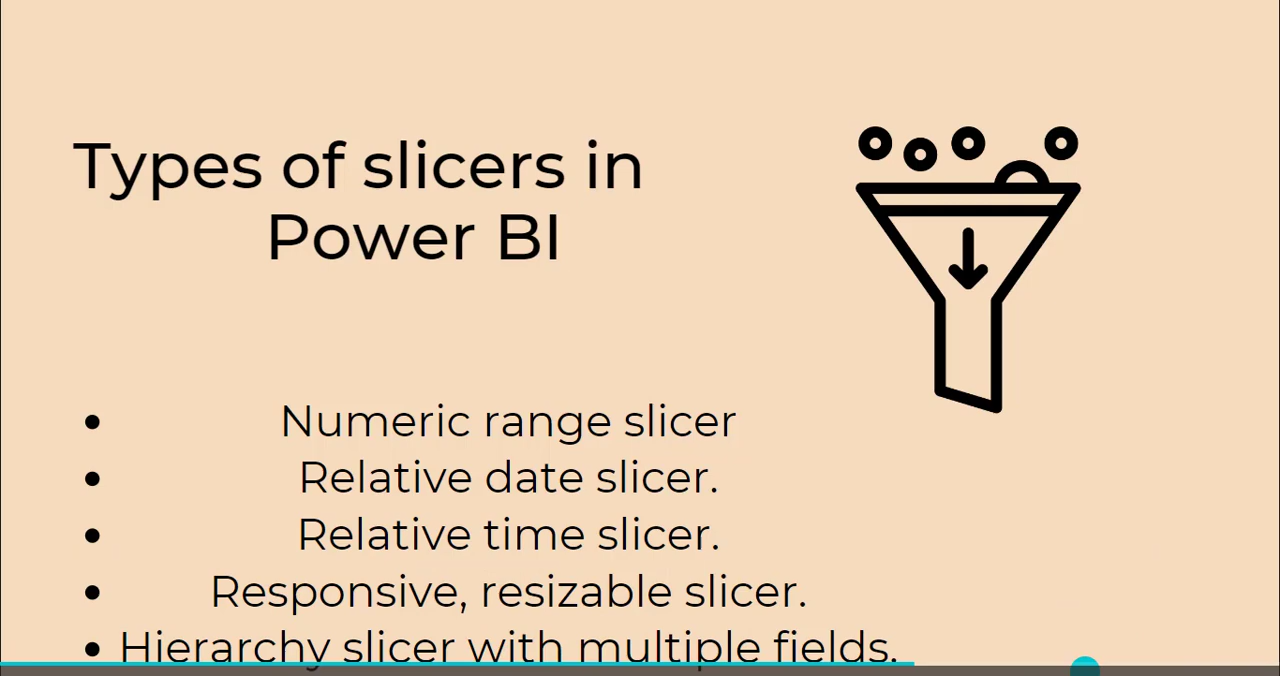 Types of slicers in
Power BI
• Numeric range slicer
• Relative date slicer.
• Relative time slicer.
• Responsive, resizable slicer.
• Hierarchy slicer with multiple fields.